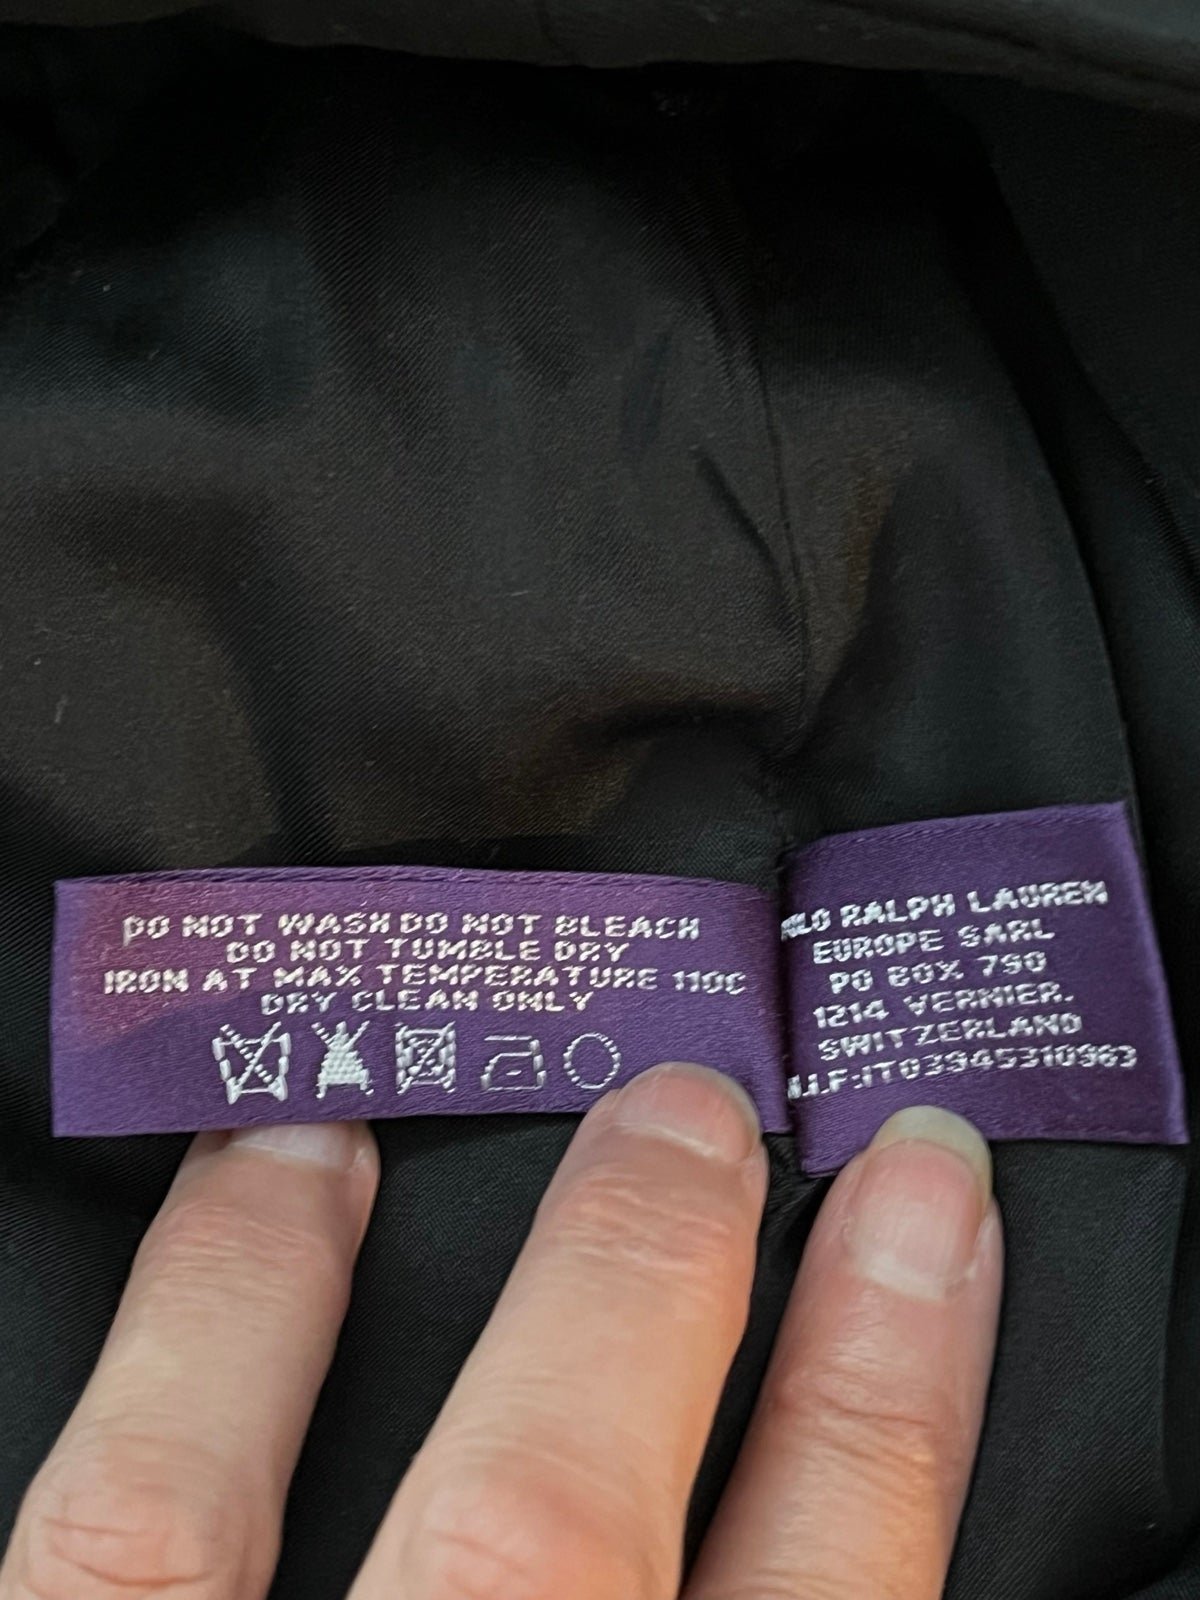 DO NOT WASH DO NOT BLEACH
DO NOT TUMBLE DRY
IRON AT MAX TEMPERATURE 110C
DRY CLEAN ONLY
RALPH LAUREN
EUROPE SARL
PO BOX 790
1214 VERNIER.
SWITZERLAND
N.I.F:IT03945310963